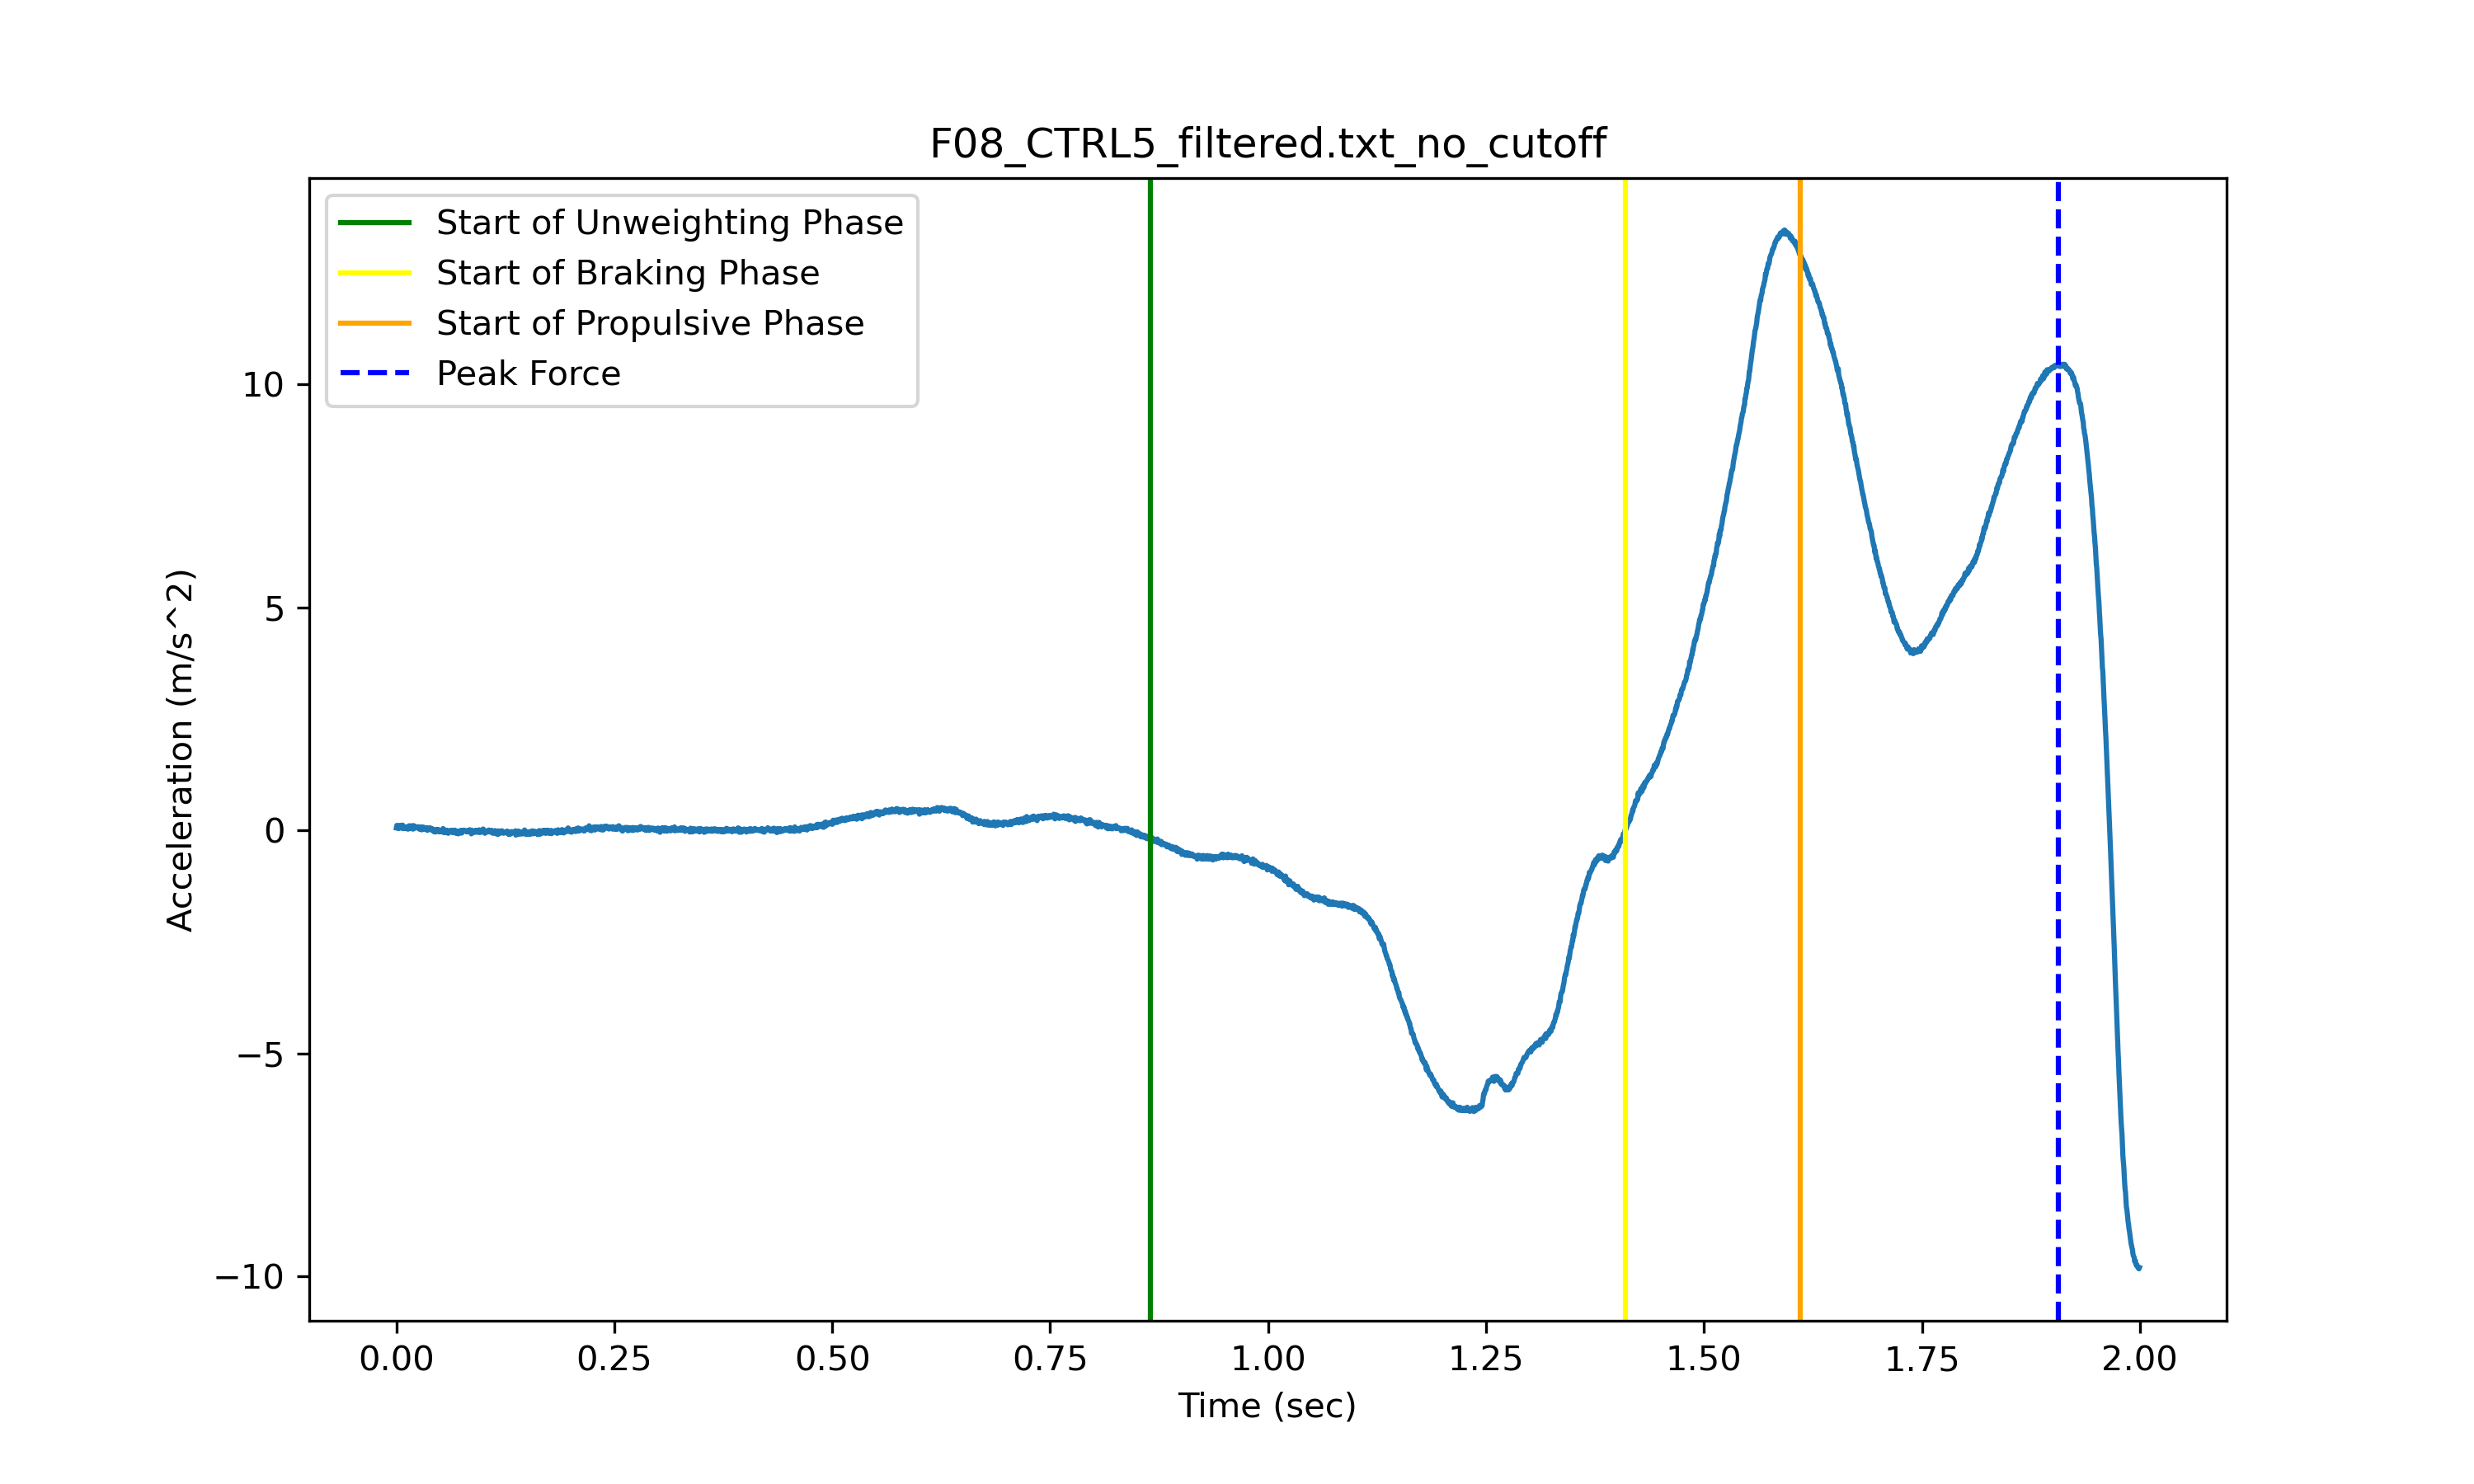 F08_CTRL5_filtered.txt_no_cutoff
Start of Unweighting Phase
Start of Braking Phase
Start of Propulsive Phase
Peak Force
Acceleration (m/s^2)
10
5
0
−5
−10
0.00 0.25 0.50 0.75 1.00 1.25 1.50 1.75 2.00
Time (sec)